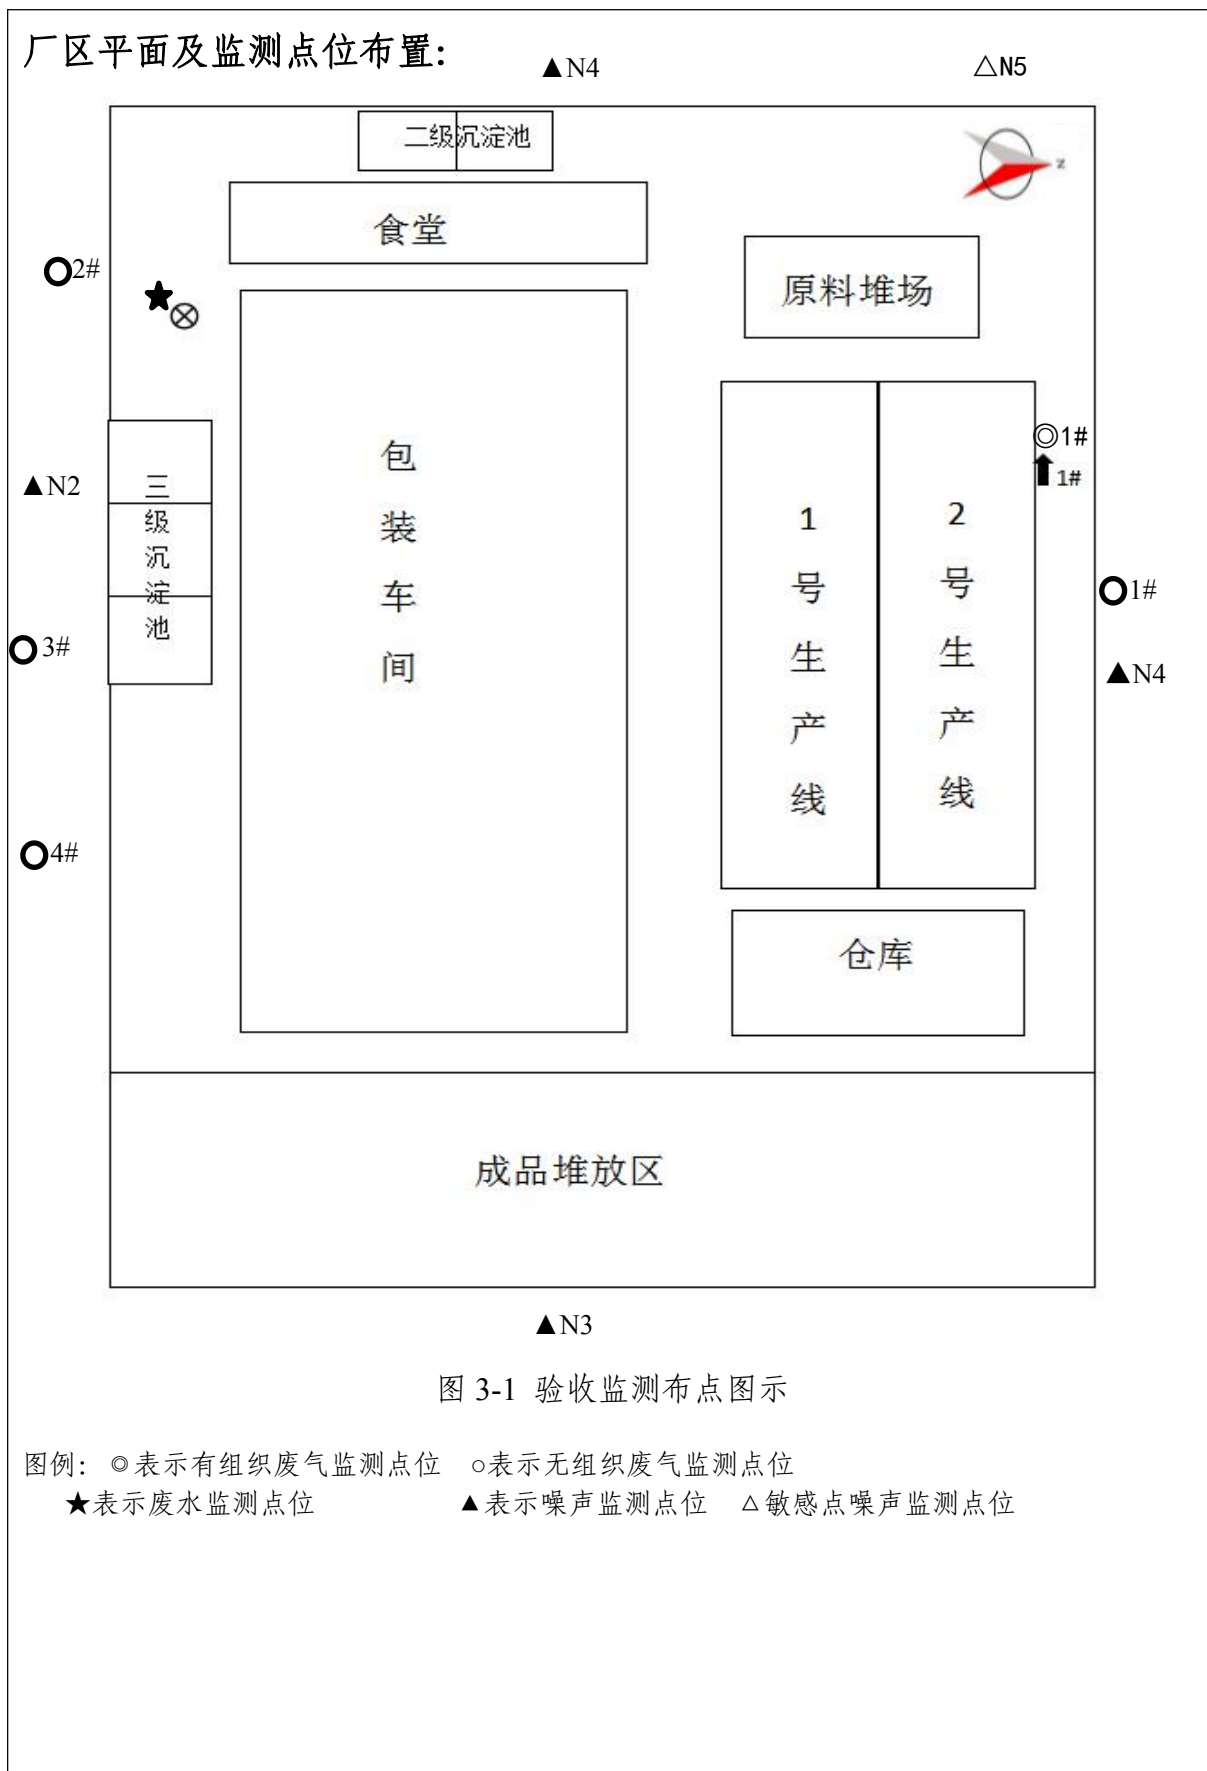 厂区平面及监测点位布置：
▲N4
△N5
二级沉淀池
z
食堂
2#
原料堆场
★
⊗
◎1#
1#
▲N2
三级沉淀池
包装车间
1号生产线
2号生产线
1#
3#
▲N4
4#
仓库
成品堆放区
▲N3
图 3-1 验收监测布点图示
图例： ◎表示有组织废气监测点位 ○表示无组织废气监测点位
★表示废水监测点位 ▲表示噪声监测点位 △敏感点噪声监测点位